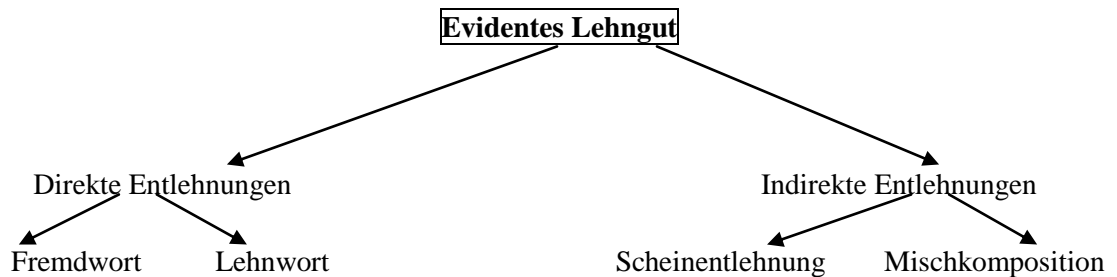 Evidentes Lehngut
Direkte Entlehnungen Indirekte Entlehnungen
Fremdwort Lehnwort Scheinentlehnung Mischkomposition